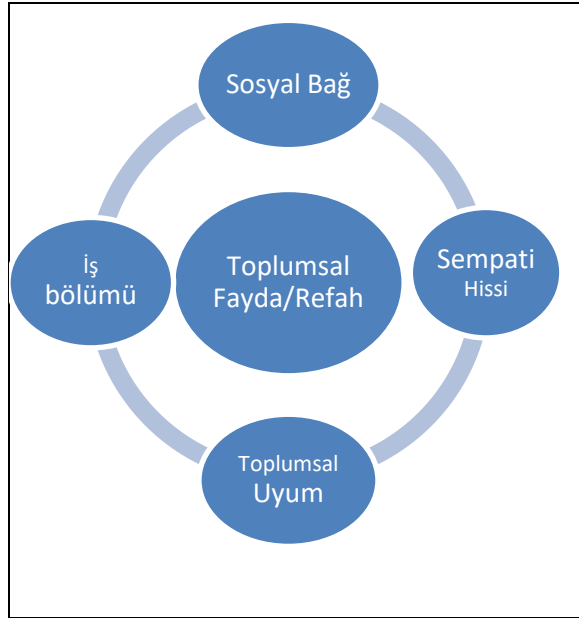 Sosyal Bağ
İş
bölümü
Toplumsal
Fayda/Refah
Sempati
Hissi
Toplumsal
Uyum